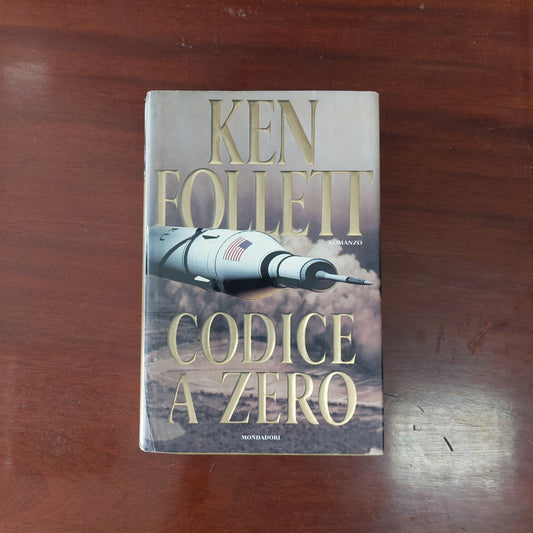 KEN
FOLLETT
ROMANZO
CODICE
A ZERO
MONDADORI